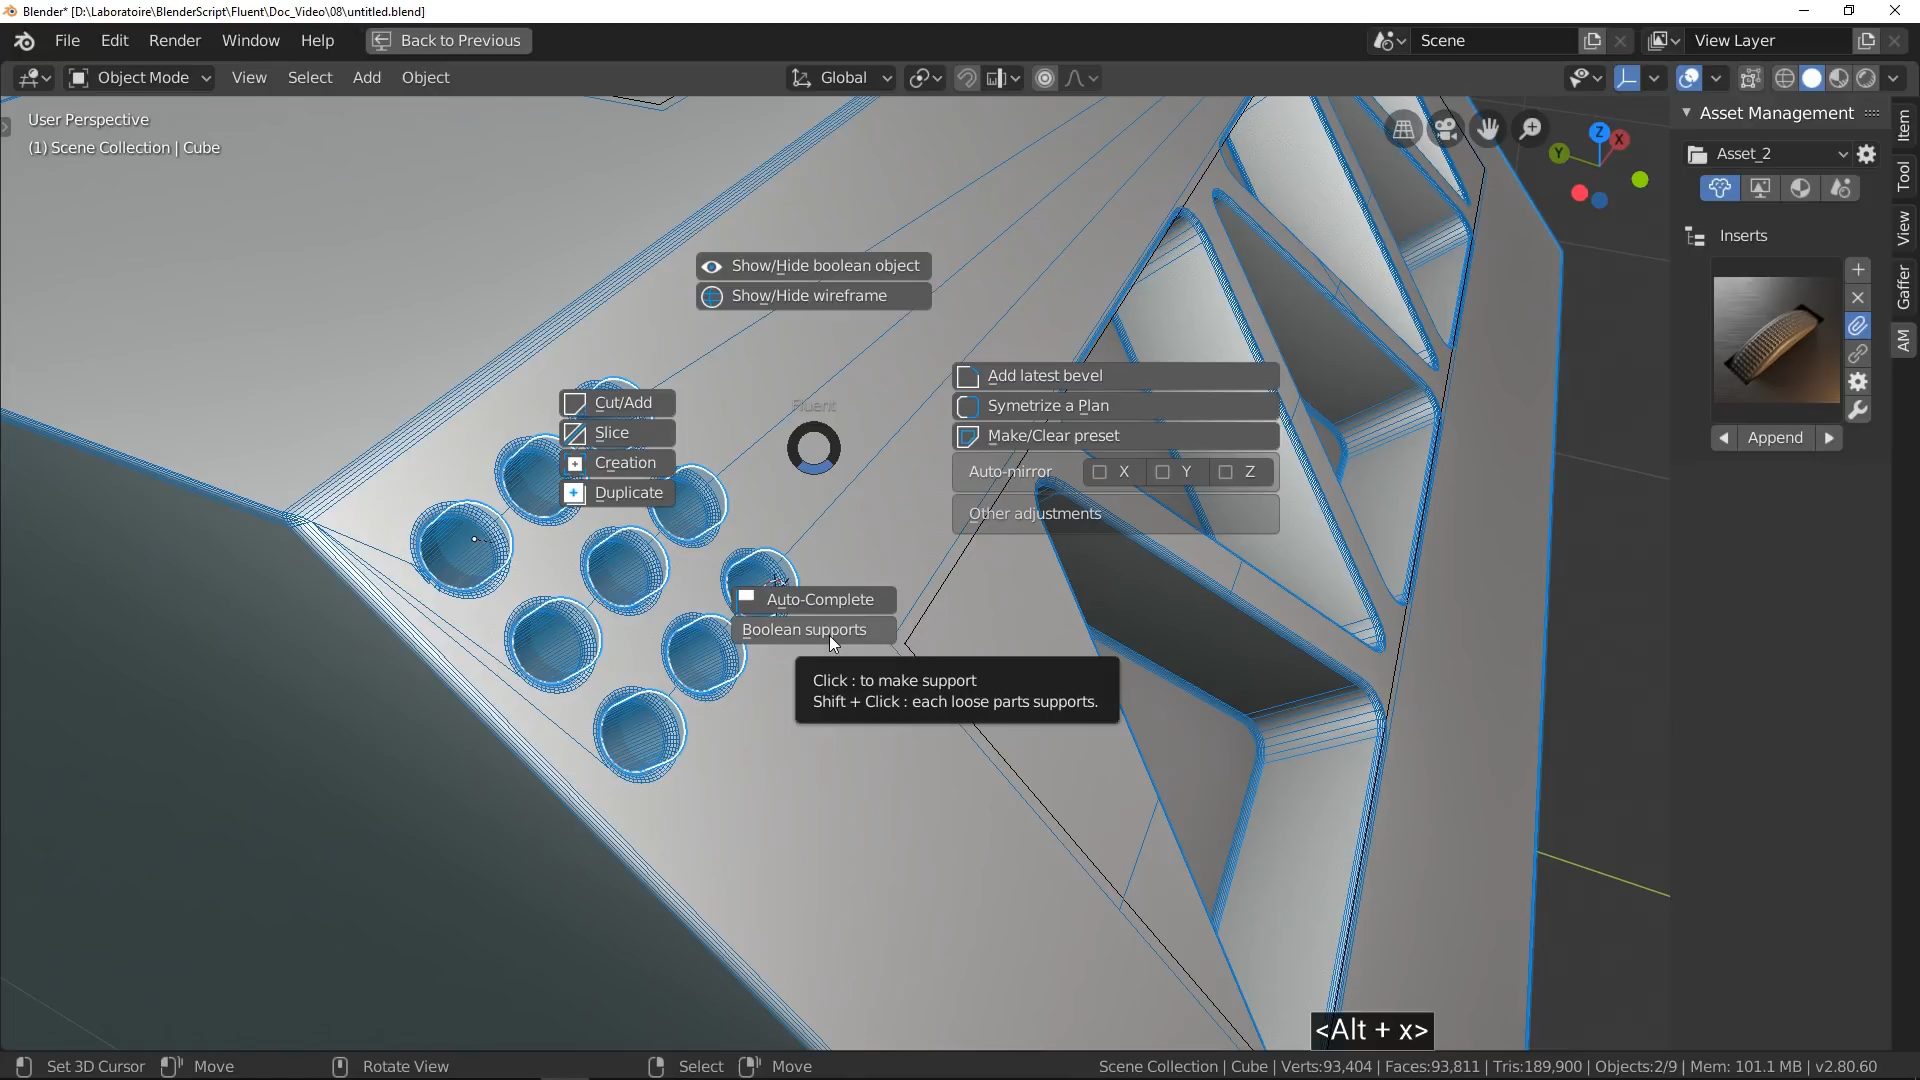 Blender* [D:\Laboratoire\BlenderScript\Fluent\Doc_Video\08\untitled.blend]
File Edit Render Window Help Back to Previous Scene View Layer
Object Mode View Select Add Object Global
User Perspective
(1) Scene Collection | Cube
Z
X
Y
Asset Management
Asset_2
Inserts
Append
Item
Tool
View
Gaffer
AM
Show/Hide boolean object
Show/Hide wireframe
Add latest bevel
Symetrize a Plan
Make/Clear preset
Auto-mirror X Y Z
Other adjustments
Fluent
Cut/Add
Slice
Creation
Duplicate
Auto-Complete
Boolean supports
Click : to make support
Shift + Click : each loose parts supports.
<Alt + x>
Set 3D Cursor Move Rotate View Select Move Scene Collection | Cube | Verts:93,404 | Faces:93,811 | Tris:189,900 | Objects:2/9 | Mem: 101.1 MB | v2.80.60